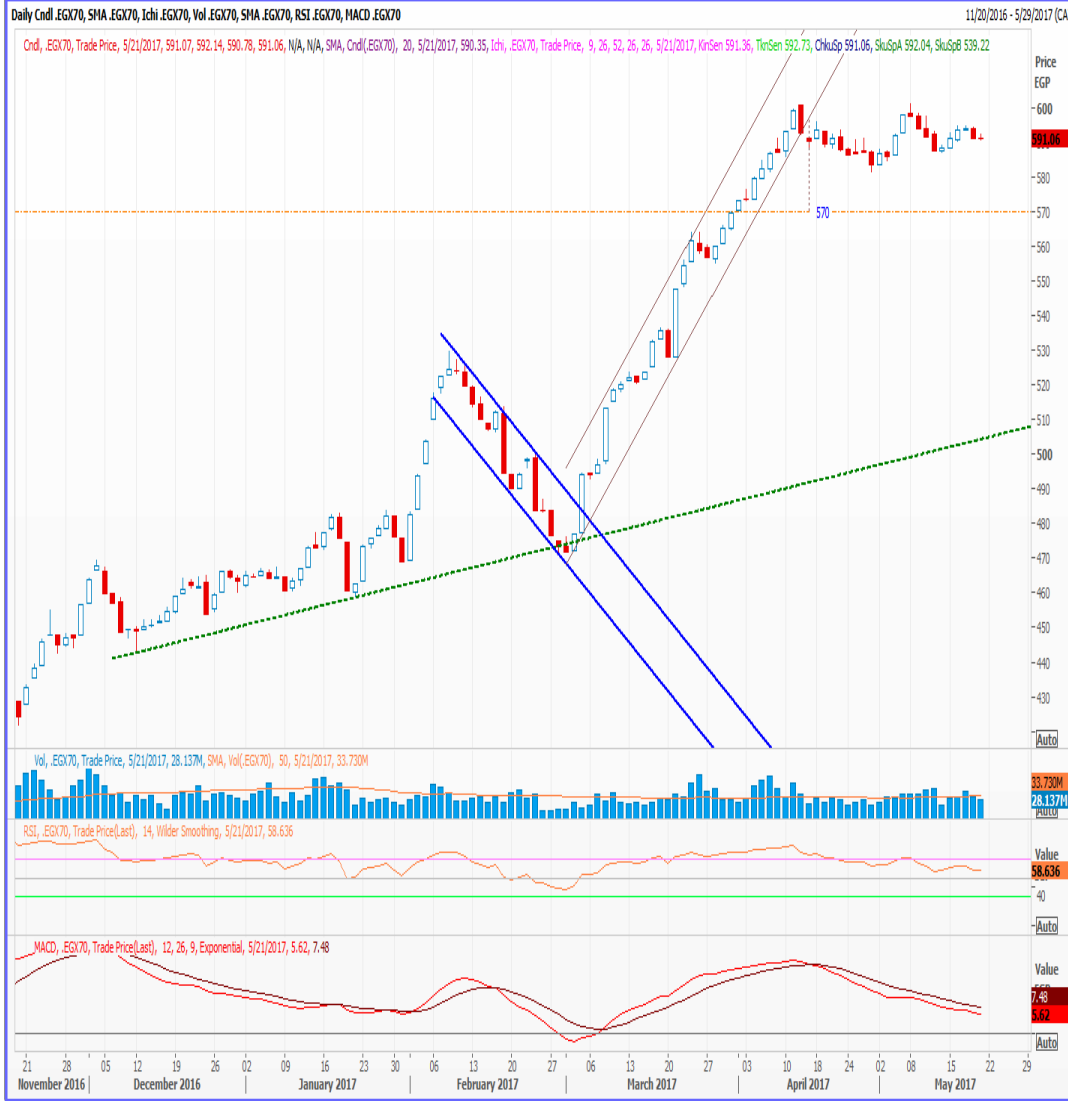 Daily Cndl .EGX70, SMA .EGX70, Ichi .EGX70, Vol .EGX70, SMA .EGX70, RSI .EGX70, MACD .EGX70
11/20/2016 - 5/29/2017 (CA
Cndl, .EGX70, Trade Price, 5/21/2017, 591.07, 592.14, 590.78, 591.06, N/A, N/A, SMA, Cndl(.EGX70), 20, 5/21/2017, 590.35, Ichi, .EGX70, Trade Price, 9, 26, 52, 26, 26, 5/21/2017, KinSen 591.36, TknSen 592.73, ChkuSp 591.06, SkuSpA 592.04, SkuSpB 539.22
Price
EGP
600
591.06
580
570
570
560
550
540
530
520
510
500
490
480
470
460
450
440
430
Auto
Vol, .EGX70, Trade Price, 5/21/2017, 28.137M, SMA, Vol(.EGX70), 50, 5/21/2017, 33.730M
33.730M
28.137M
Auto
RSI, .EGX70, Trade Price(Last), 14, Wilder Smoothing, 5/21/2017, 58.636
Value
58.636
40
Auto
MACD, .EGX70, Trade Price(Last), 12, 26, 9, Exponential, 5/21/2017, 5.62, 7.48
Value
7.48
5.62
Auto
21 28 05 12 19 26 02 09 16 23 30 06 13 20 27 06 13 20 27 03 10 18 24 02 08 15 22 29
November 2016 December 2016 January 2017 February 2017 March 2017 April 2017 May 2017